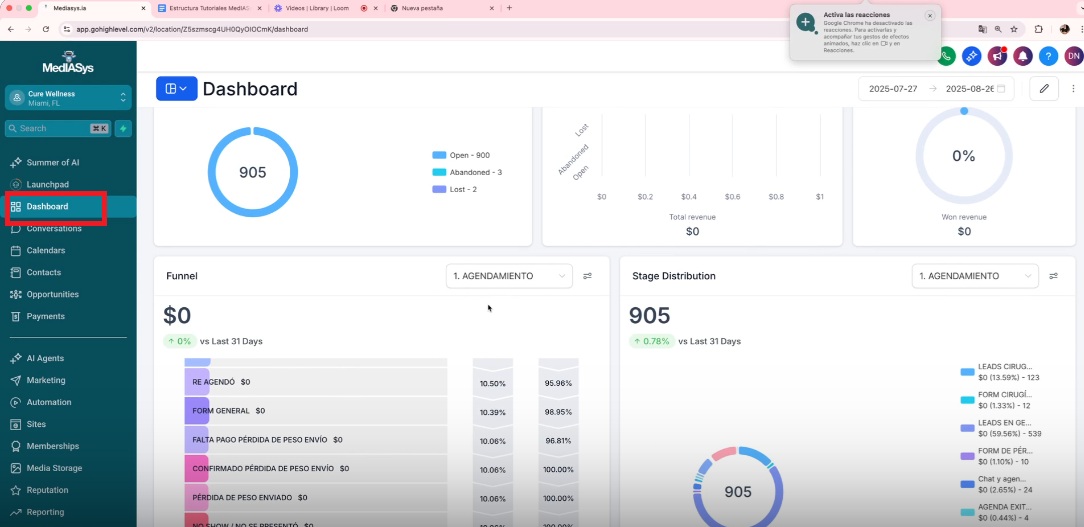 Mediasys.ia
Estructura Tutoriales MediAS
Videos | Library | Loom
Nueva pestaña
app.gohighlevel.com/v2/location/Z5szmscg4UH0QyOIOCmK/dashboard
Activa las reacciones
Google Chrome ha desactivado las
reacciones. Para activarlas y
acompañar tus gestos de efectos
animados, haz clic en y en
Reacciones.
MedIASys
Cure Wellness
Miami, FL
Search ⌘ K
Summer of AI
Launchpad
Dashboard
Conversations
Calendars
Contacts
Opportunities
Payments
AI Agents
Marketing
Automation
Sites
Memberships
Media Storage
Reputation
Reporting
DN
Dashboard
2025-07-27 → 2025-08-26
905
Open - 900
Abandoned - 3
Lost - 2
Lost
Abandoned
Open
$0 $0.2 $0.4 $0.6 $0.8 $1
Total revenue
$0
0%
Won revenue
$0
Funnel
1. AGENDAMIENTO
$0
↑ 0% vs Last 31 Days
RE AGENDÓ $0 10.50% 95.96%
FORM GENERAL $0 10.39% 98.95%
FALTA PAGO PÉRDIDA DE PESO ENVÍO $0 10.06% 96.81%
CONFIRMADO PÉRDIDA DE PESO ENVÍO $0 10.06% 100.00%
PÉRDIDA DE PESO ENVIADO $0 10.06% 100.00%
NO SHOW / NO SE PRESENTÓ $0 10.06% 100.00%
Stage Distribution
1. AGENDAMIENTO
905
↑ 0.78% vs Last 31 Days
905
LEADS CIRUG...
$0 (13.59%) - 123
FORM CIRUGÍ...
$0 (1.33%) - 12
LEADS EN GE...
$0 (59.56%) - 539
FORM DE PÉR...
$0 (1.10%) - 10
Chat y agen...
$0 (2.65%) - 24
AGENDA EXIT...
$0 (0.44%) - 4